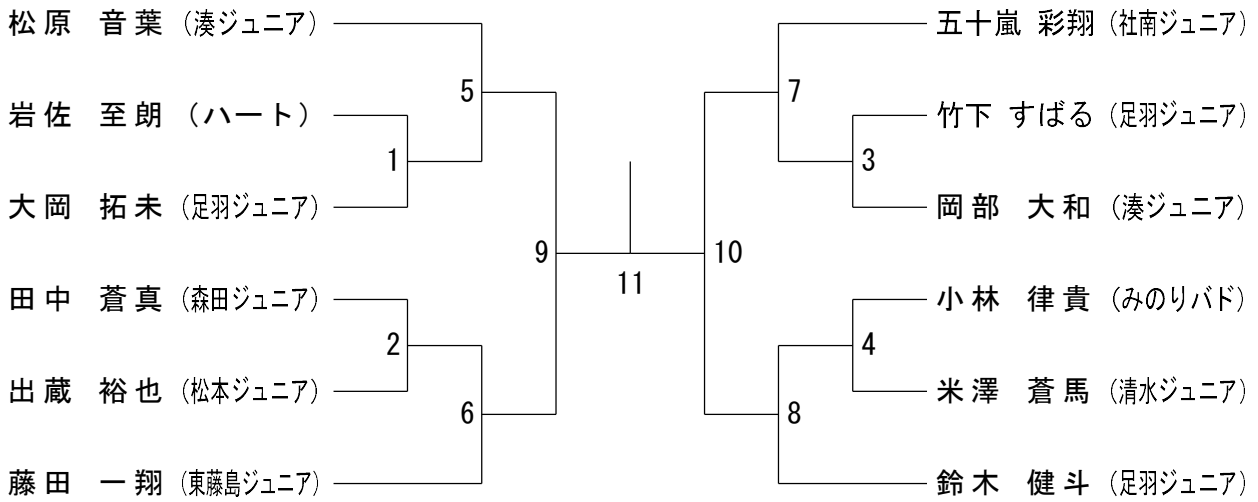 松原 音葉 (湊ジュニア)
5
岩佐 至朗 (ハート)
1
大岡 拓未 (足羽ジュニア)
9
田中 蒼真 (森田ジュニア)
2
出蔵 裕也 (松本ジュニア)
6
藤田 一翔 (東藤島ジュニア)
11
五十嵐 彩翔 (社南ジュニア)
7
竹下 すばる (足羽ジュニア)
3
岡部 大和 (湊ジュニア)
10
小林 律貴 (みのりバド)
4
米澤 蒼馬 (清水ジュニア)
8
鈴木 健斗 (足羽ジュニア)